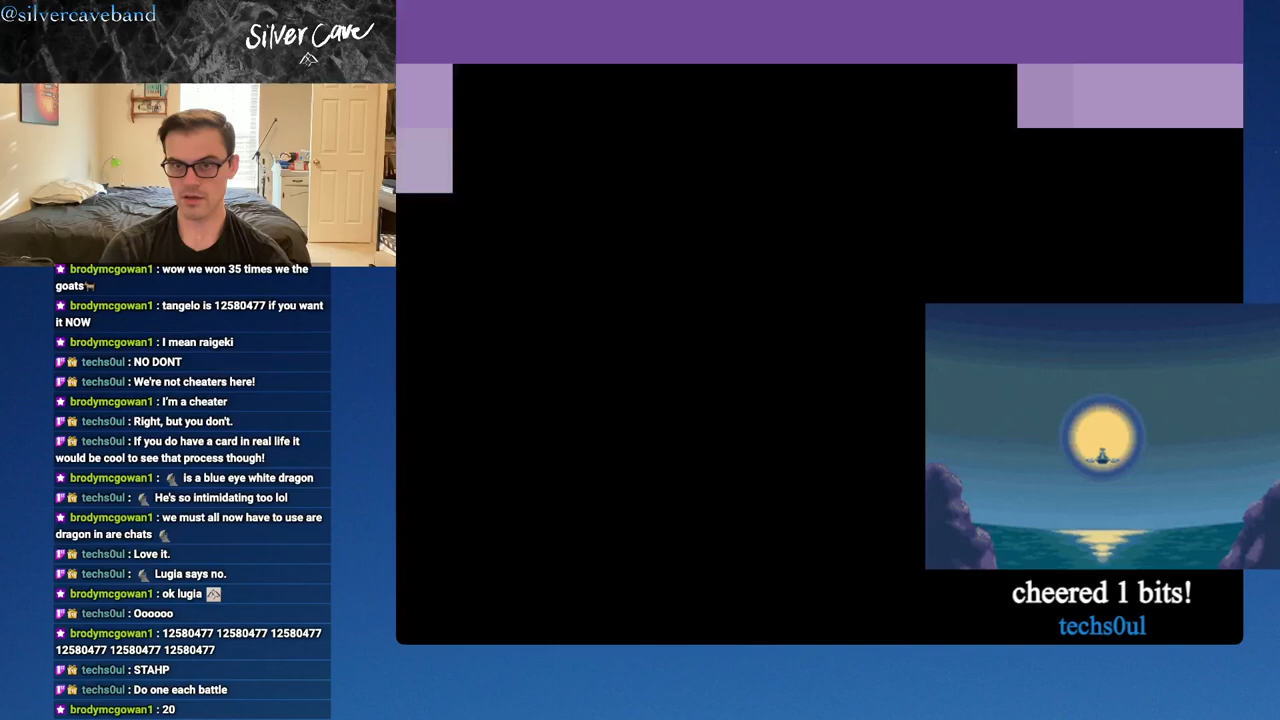 @silvercaveband
Silver Cave
brodymcgowan1 : wow we won 35 times we the
goats
brodymcgowan1 : tangelo is 12580477 if you want
it NOW
brodymcgowan1 : I mean raigeki
techs0ul : NO DONT
techs0ul : We're not cheaters here!
brodymcgowan1 : I'm a cheater
techs0ul : Right, but you don't.
techs0ul : If you do have a card in real life it
would be cool to see that process though!
brodymcgowan1 : Is a blue eye white dragon
techs0ul : He's so intimidating too lol
brodymcgowan1 : we must all now have to use are
dragon in are chats
techs0ul : Love it.
techs0ul : Lugia says no.
brodymcgowan1 : ok lugia
techs0ul : Oooooo
brodymcgowan1 : 12580477 12580477 12580477
12580477 12580477 12580477
techs0ul : STAHP
techs0ul : Do one each battle
brodymcgowan1 : 20
cheered 1 bits!
techs0ul